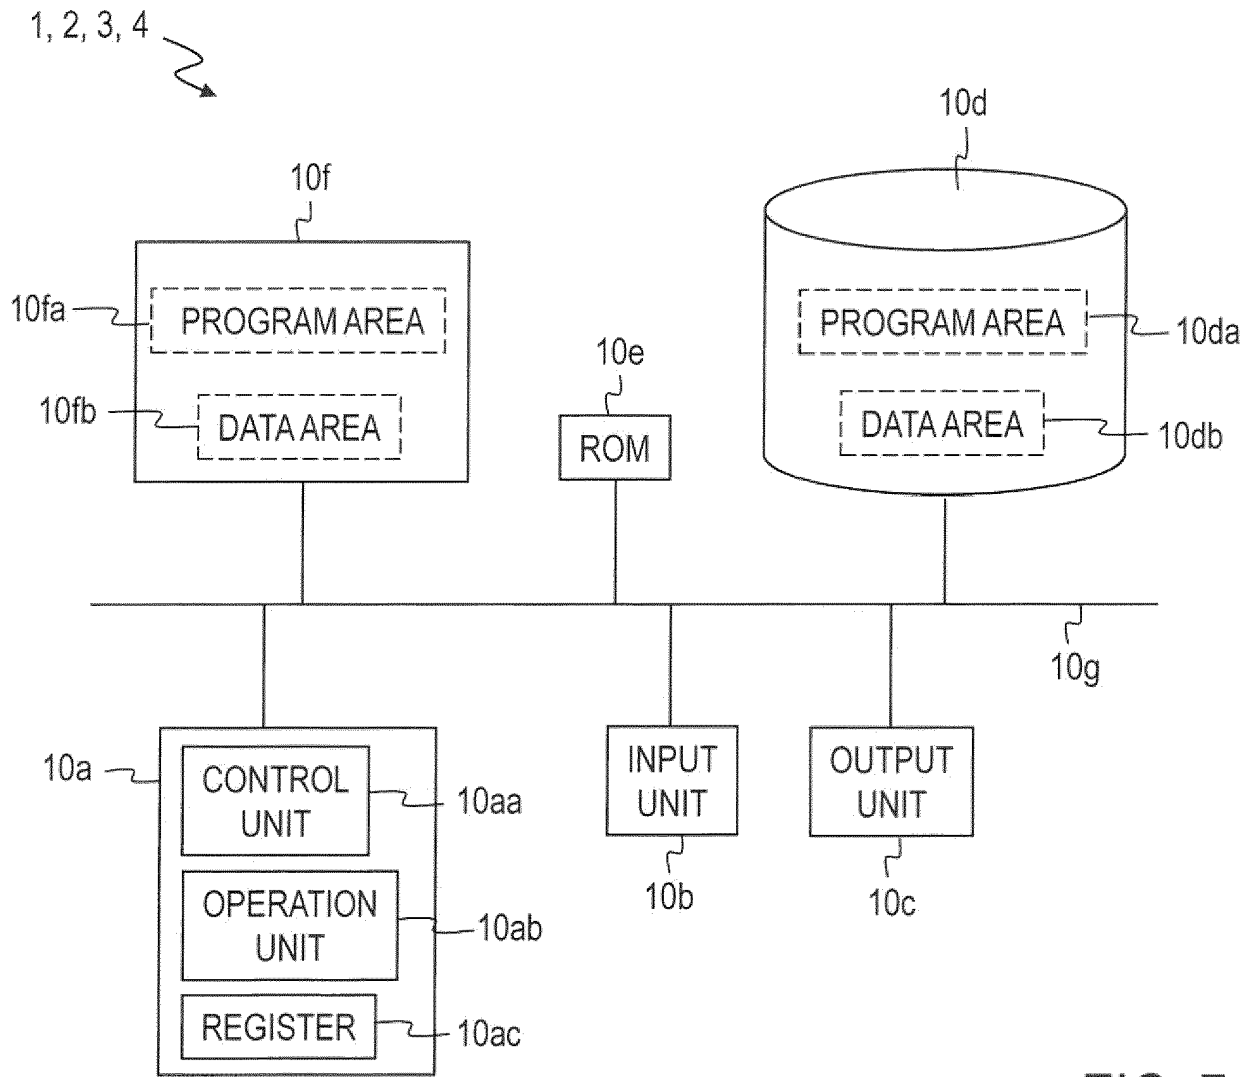 1, 2, 3, 4
10d
10f
10fa
PROGRAM AREA
PROGRAM AREA
10da
10e
10fb
DATA AREA
ROM
DATA AREA
10db
10g
10a
CONTROL
UNIT
10aa
INPUT
UNIT
OUTPUT
UNIT
10b
10c
OPERATION
UNIT
10ab
REGISTER
10ac